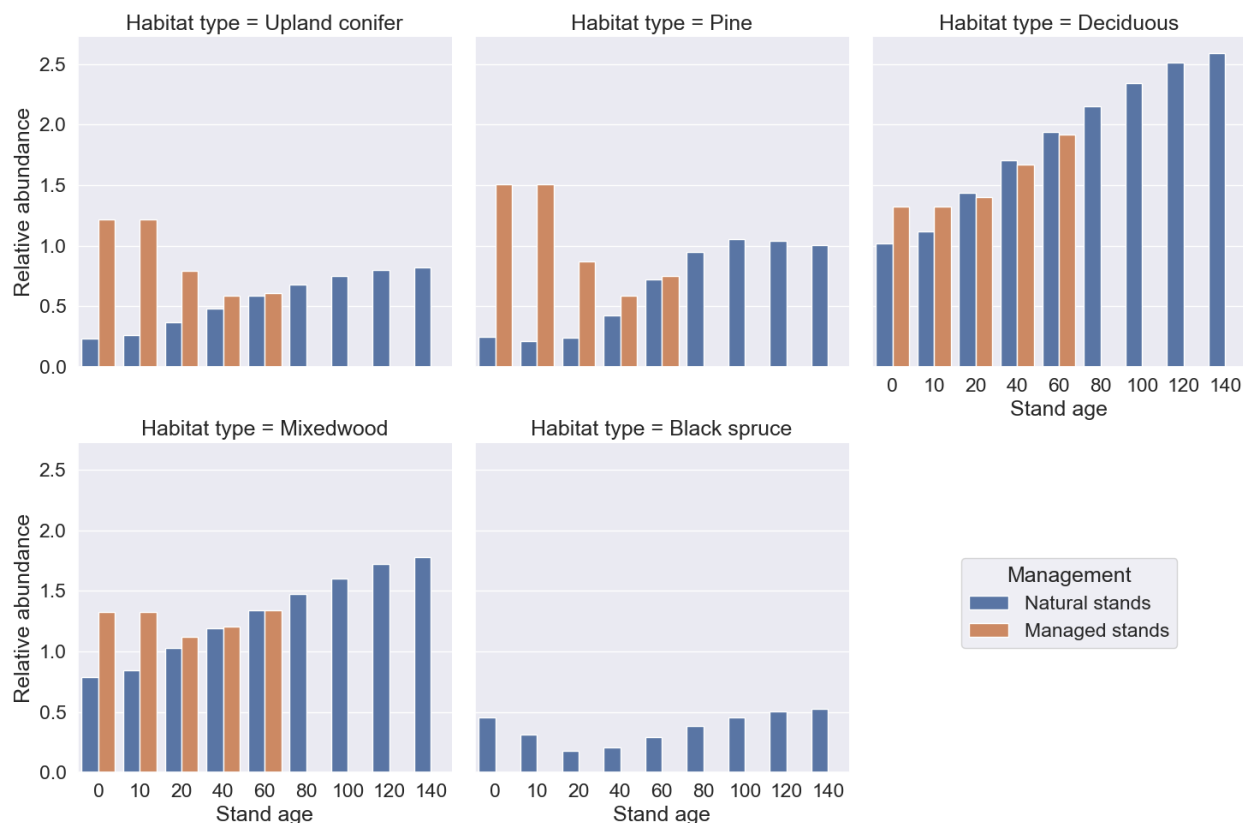 Habitat type = Upland conifer
Habitat type = Pine
Habitat type = Deciduous
Relative abundance
2.5
2.0
1.5
1.0
0.5
0.0
0 10 20 40 60 80 100 120 140
Stand age
Habitat type = Mixedwood
Habitat type = Black spruce
Relative abundance
2.5
2.0
1.5
1.0
0.5
0.0
0 10 20 40 60 80 100 120 140
Stand age
0 10 20 40 60 80 100 120 140
Stand age
Management
Natural stands
Managed stands